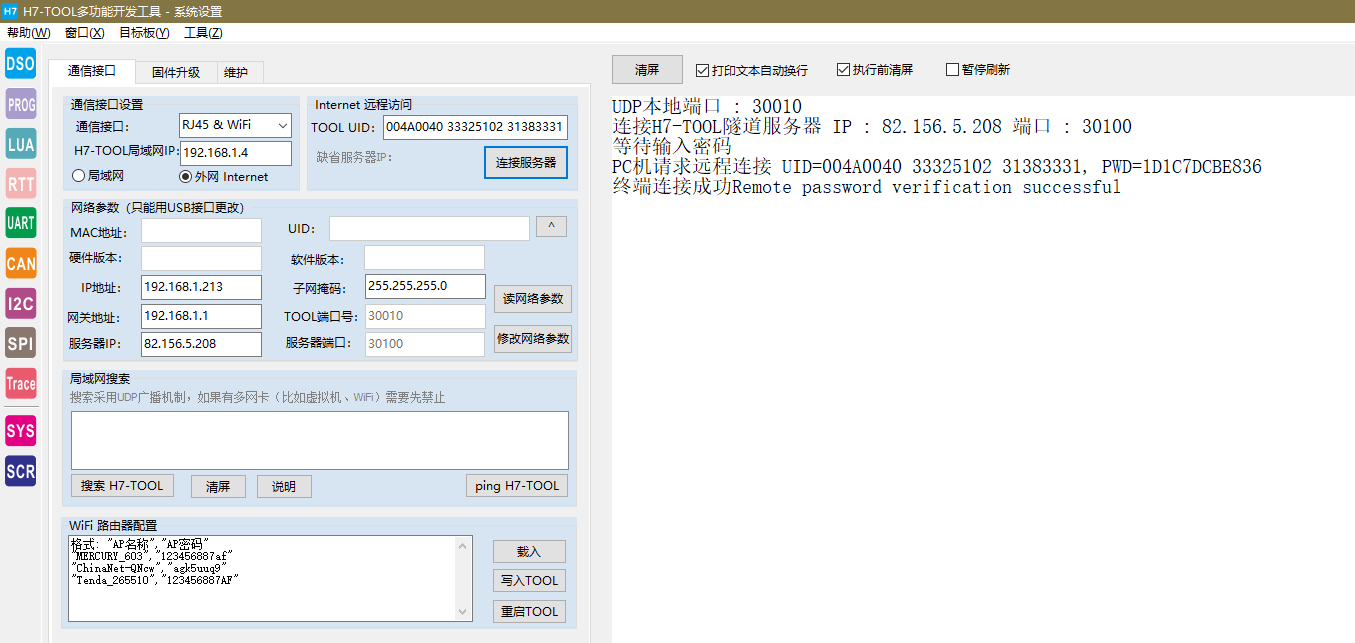 H7 H7-TOOL多功能开发工具 - 系统设置
帮助(W) 窗口(X) 目标板(Y) 工具(Z)
DSO
PROG
LUA
RTT
UART
CAN
I2C
SPI
Trace
SYS
SCR
通信接口 固件升级 维护
通信接口设置
通信接口: RJ45 & WiFi
H7-TOOL局域网IP: 192.168.1.4
局域网 外网 Internet
Internet 远程访问
TOOL UID: 004A0040 33325102 31383331
缺省服务器IP:
连接服务器
网络参数 (只能用USB接口更改)
MAC地址: UID: ^
硬件版本: 软件版本:
IP地址: 192.168.1.213 子网掩码: 255.255.255.0
读网络参数
网关地址: 192.168.1.1 TOOL端口号: 30010
服务器IP: 82.156.5.208 服务器端口: 30100
修改网络参数
局域网搜索
搜索采用UDP广播机制，如果有多网卡（比如虚拟机、WiFi）需要先禁止
搜索 H7-TOOL 清屏 说明 ping H7-TOOL
WiFi 路由器配置
格式: "AP名称","AP密码"
"MERCURY_603","123456887af"
"ChinaNet-QNcw","agk5uuq9"
"Tenda_265510","123456887AF"
载入
写入TOOL
重启TOOL
清屏 打印文本自动换行 执行前清屏 暂停刷新
UDP本地端口 : 30010
连接H7-TOOL隧道服务器 IP : 82.156.5.208 端口 : 30100
等待输入密码
PC机请求远程连接 UID=004A0040 33325102 31383331, PWD=1D1C7DCBE836
终端连接成功Remote password verification successful